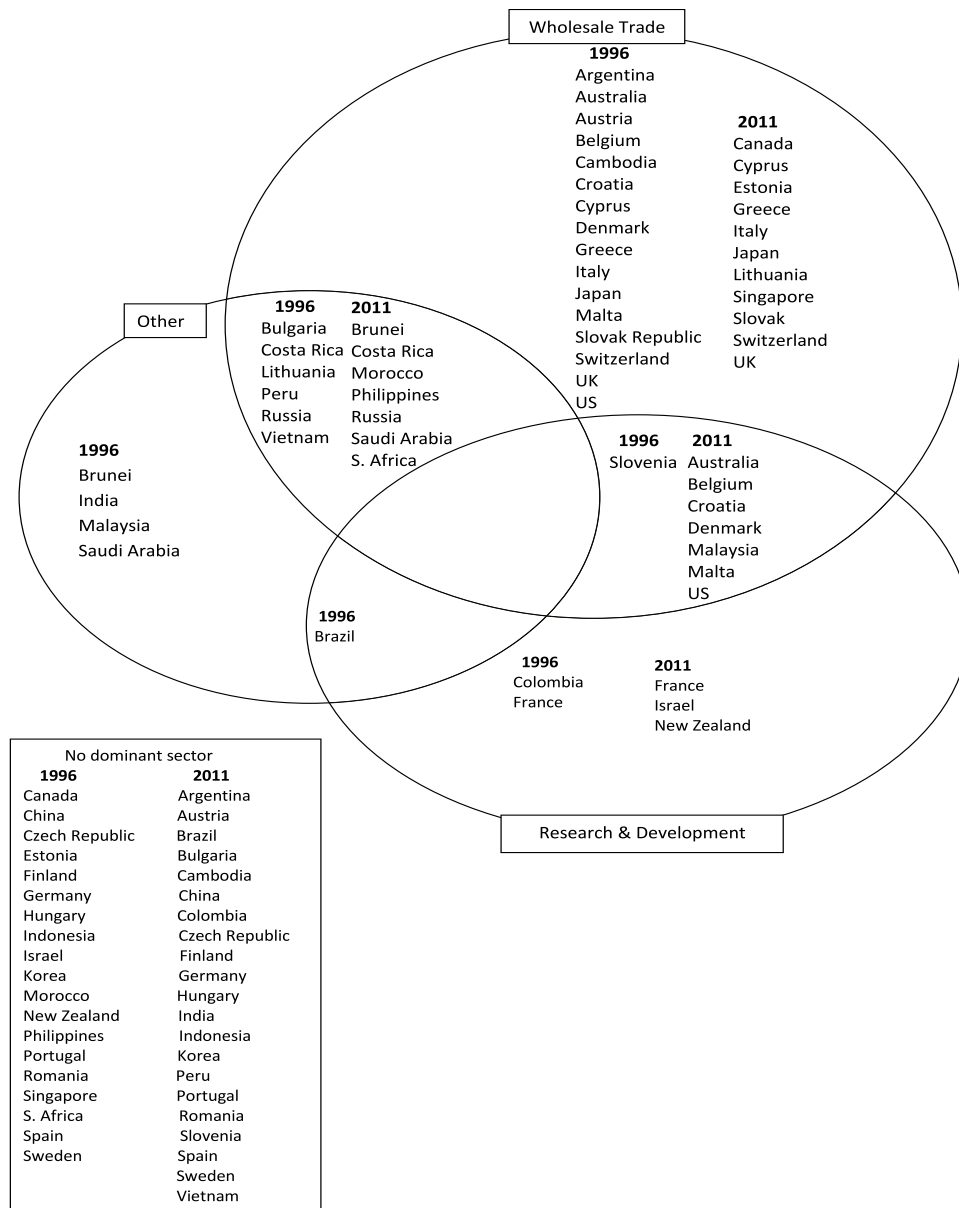 Wholesale Trade
1996
Argentina
Australia
Austria
Belgium
Cambodia
Croatia
Cyprus
Denmark
Greece
Italy
Japan
Malta
Slovak Republic
Switzerland
UK
US
2011
Canada
Cyprus
Estonia
Greece
Italy
Japan
Lithuania
Singapore
Slovak
Switzerland
UK
Other
1996
Bulgaria
Costa Rica
Lithuania
Peru
Russia
Vietnam
2011
Brunei
Costa Rica
Morocco
Philippines
Russia
Saudi Arabia
S. Africa
1996
Brunei
India
Malaysia
Saudi Arabia
1996
Slovenia
2011
Australia
Belgium
Croatia
Denmark
Malaysia
Malta
US
1996
Brazil
1996
Colombia
France
2011
France
Israel
New Zealand
Research & Development
No dominant sector
1996
Canada
China
Czech Republic
Estonia
Finland
Germany
Hungary
Indonesia
Israel
Korea
Morocco
New Zealand
Philippines
Portugal
Romania
Singapore
S. Africa
Spain
Sweden
2011
Argentina
Austria
Brazil
Bulgaria
Cambodia
China
Colombia
Czech Republic
Finland
Germany
Hungary
India
Indonesia
Korea
Peru
Portugal
Romania
Slovenia
Spain
Sweden
Vietnam